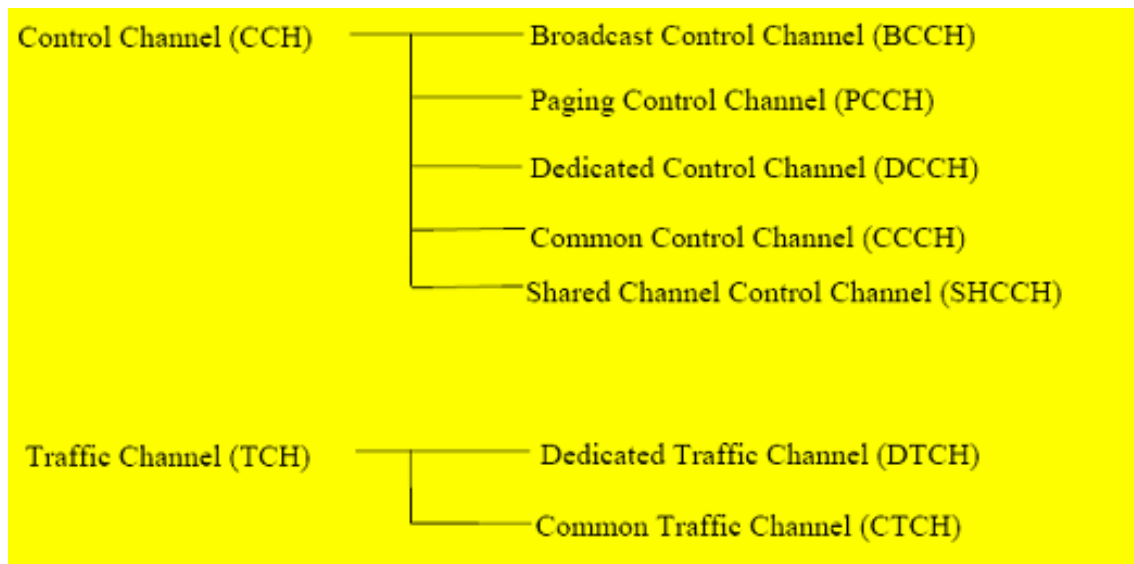 Control Channel (CCH)
Broadcast Control Channel (BCCH)
Paging Control Channel (PCCH)
Dedicated Control Channel (DCCH)
Common Control Channel (CCCH)
Shared Channel Control Channel (SHCCH)
Traffic Channel (TCH)
Dedicated Traffic Channel (DTCH)
Common Traffic Channel (CTCH)